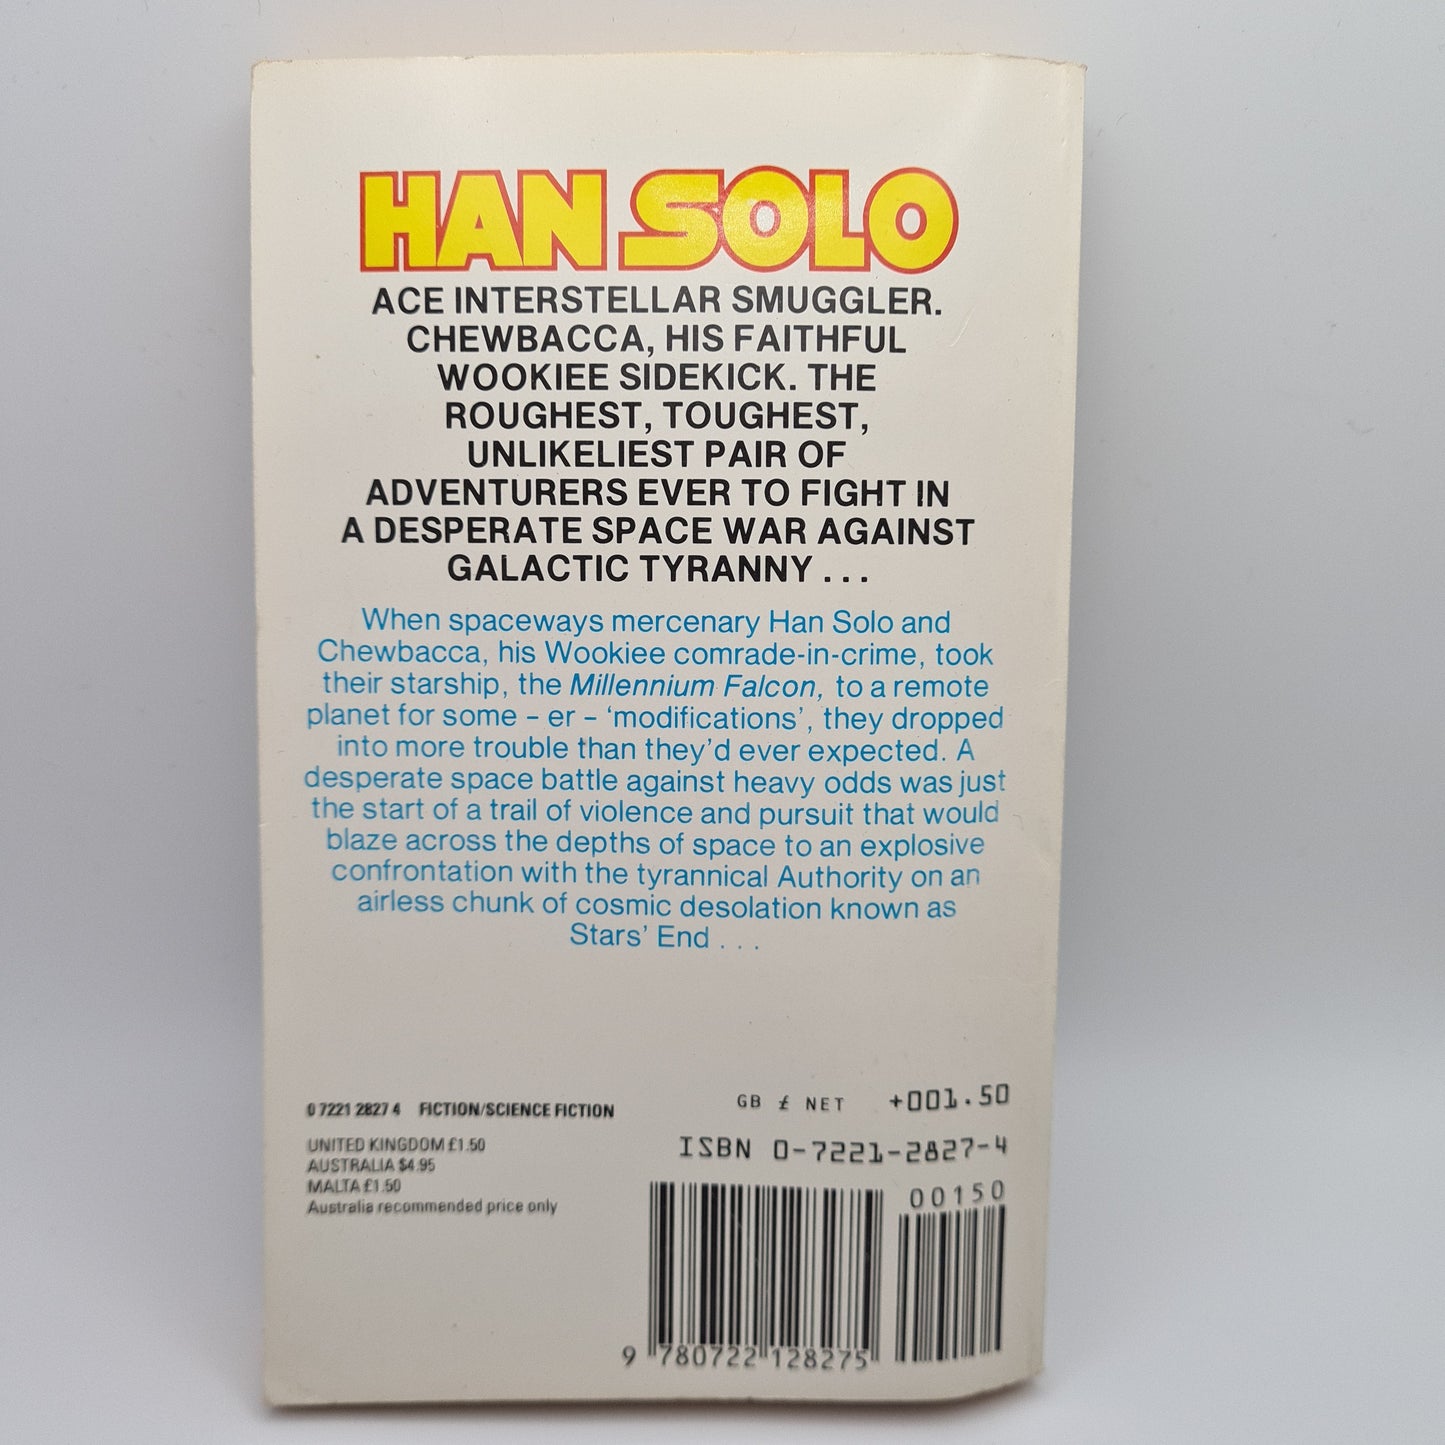 HAN SOLO
ACE INTERSTELLAR SMUGGLER.
CHEWBACCA, HIS FAITHFUL
WOOKIEE SIDEKICK. THE
ROUGHEST, TOUGHEST,
UNLIKELIEST PAIR OF
ADVENTURERS EVER TO FIGHT IN
A DESPERATE SPACE WAR AGAINST
GALACTIC TYRANNY . . .
When spaceways mercenary Han Solo and
Chewbacca, his Wookiee comrade-in-crime, took
their starship, the Millennium Falcon, to a remote
planet for some – er – ‘modifications’, they dropped
into more trouble than they’d ever expected. A
desperate space battle against heavy odds was just
the start of a trail of violence and pursuit that would
blaze across the depths of space to an explosive
confrontation with the tyrannical Authority on an
airless chunk of cosmic desolation known as
Stars’ End . . .
0 7221 2827 4 FICTION/SCIENCE FICTION
UNITED KINGDOM £1.50
AUSTRALIA $4.95
MALTA £1.50
Australia recommended price only
GB £ NET +001.50
ISBN 0-7221-2827-4
00150
9 780722 128275